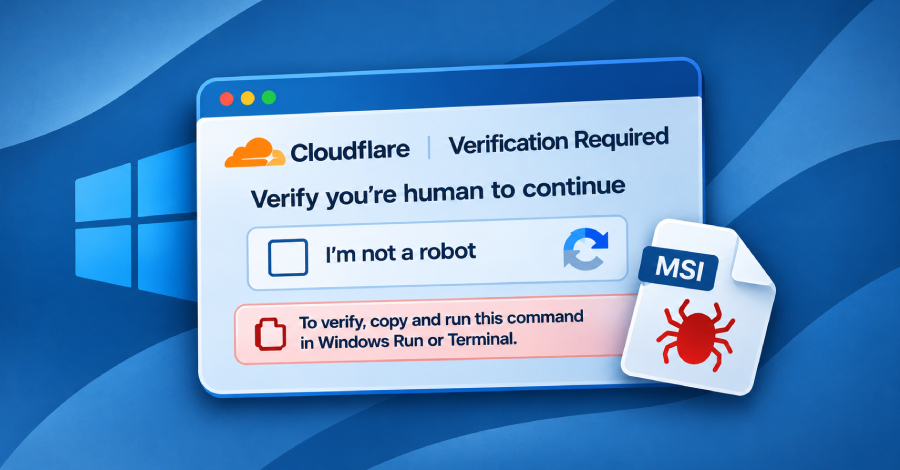 Cloudflare | Verification Required
Verify you're human to continue
I'm not a robot
To verify, copy and run this command
in Windows Run or Terminal.
MSI